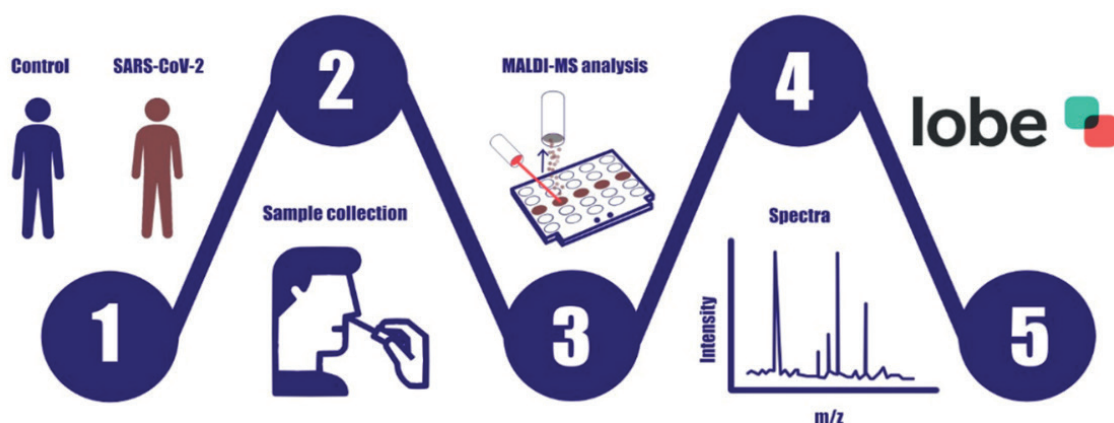 Control
SARS-CoV-2
1
2
Sample collection
MALDI-MS analysis
3
4
Spectra
Intensity
m/z
lobe
5